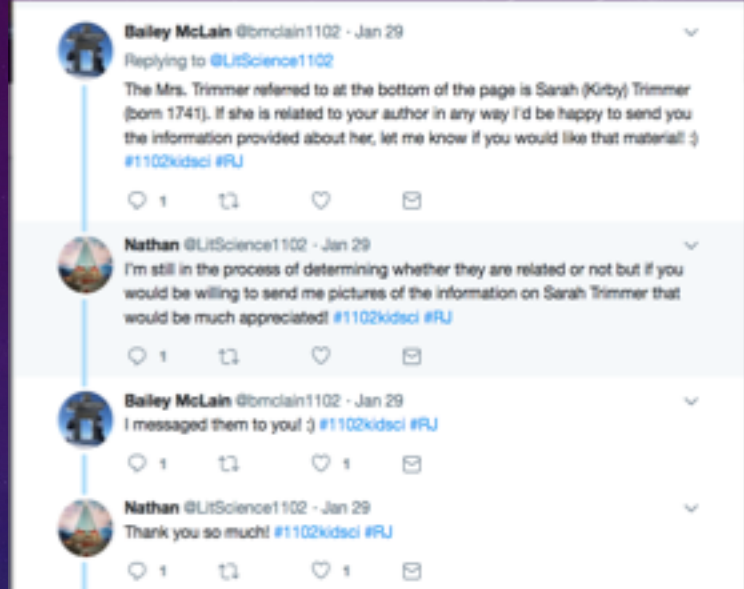 Bailey McLain @bmclain1102 · Jan 29
Replying to @LitScience1102
The Mrs. Trimmer referred to at the bottom of the page is Sarah (Kirby) Trimmer
(born 1741). If she is related to your author in any way I'd be happy to send you
the information provided about her, let me know if you would like that material! :)
#1102kidsci #RJ
1
Nathan @LitScience1102 · Jan 29
I'm still in the process of determining whether they are related or not but if you
would be willing to send me pictures of the information on Sarah Trimmer that
would be much appreciated! #1102kidsci #RJ
1
Bailey McLain @bmclain1102 · Jan 29
I messaged them to you! :) #1102kidsci #RJ
1 1
Nathan @LitScience1102 · Jan 29
Thank you so much! #1102kidsci #RJ
1 1